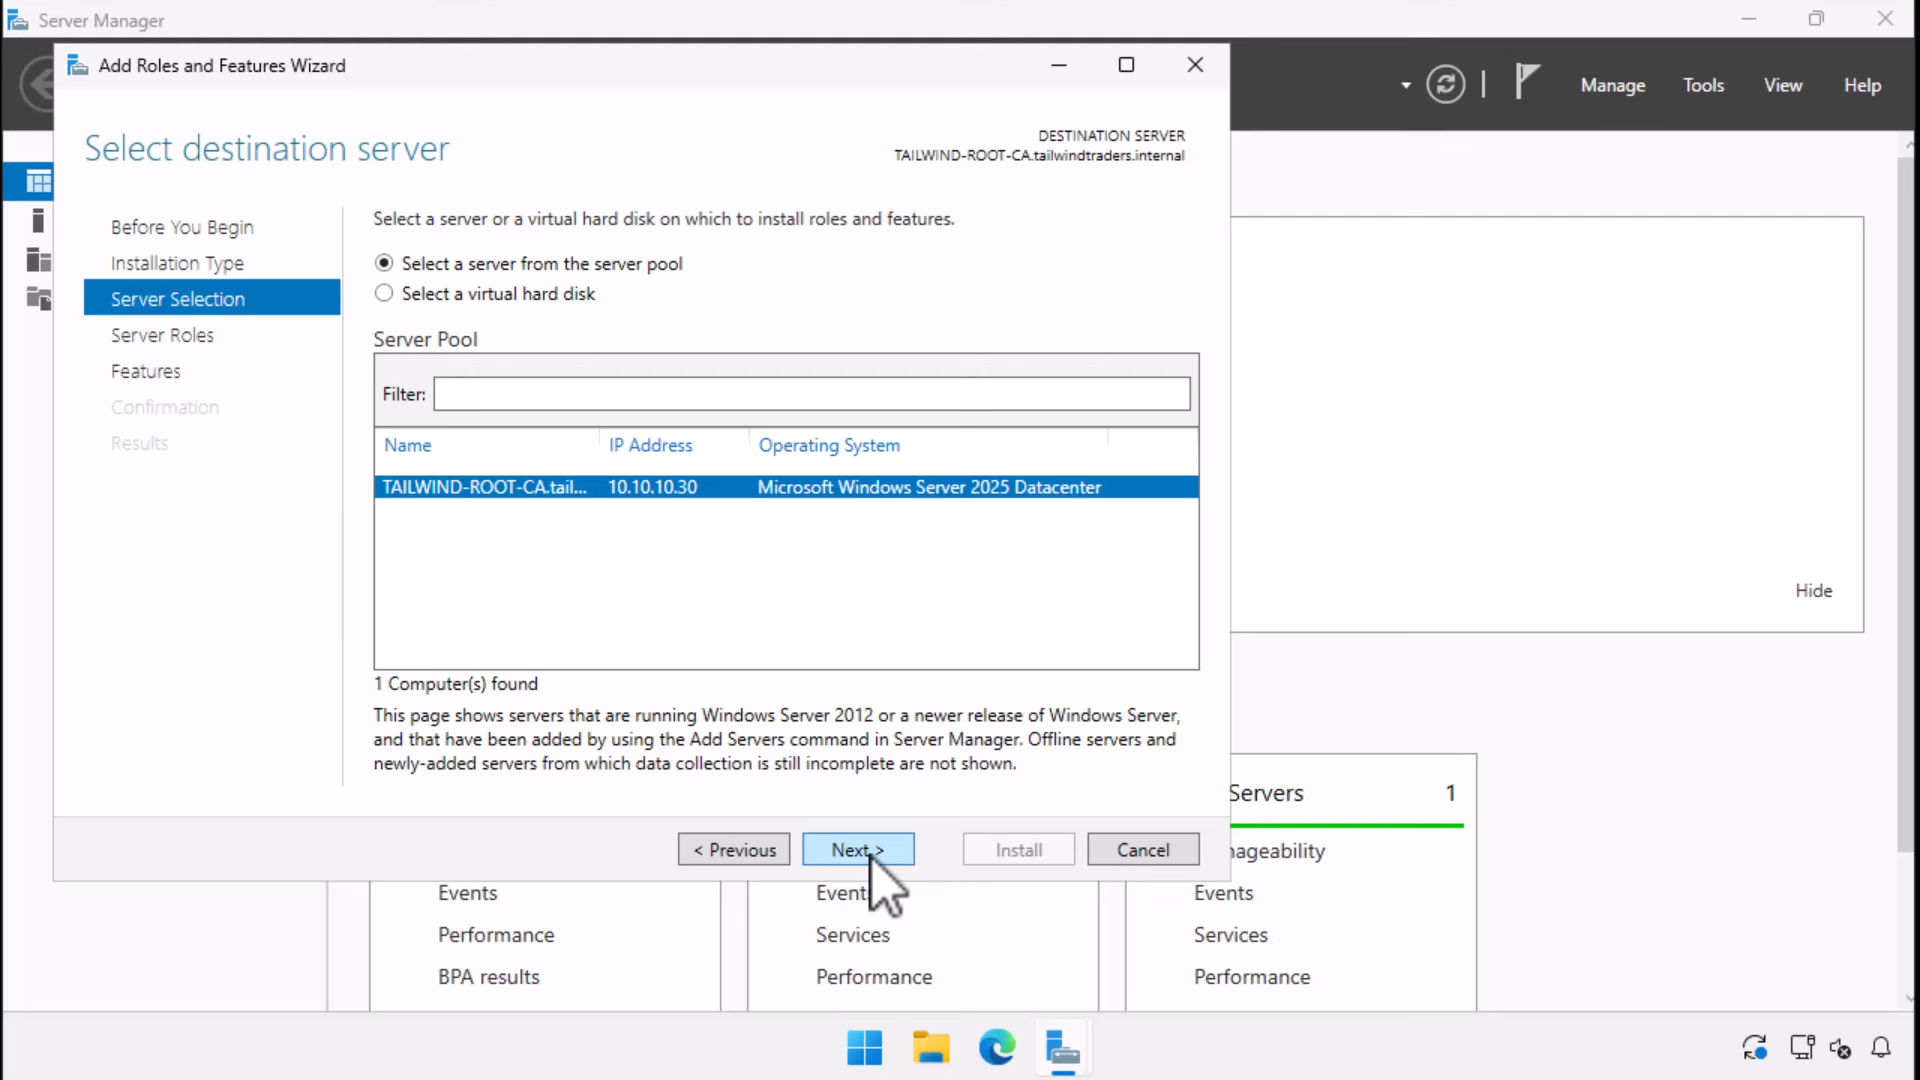 Server Manager
Add Roles and Features Wizard
Manage Tools View Help
Select destination server
DESTINATION SERVER
TAILWIND-ROOT-CA.tailwindtraders.internal
Before You Begin
Installation Type
Server Selection
Server Roles
Features
Confirmation
Results
Select a server or a virtual hard disk on which to install roles and features.
Select a server from the server pool
Select a virtual hard disk
Server Pool
Filter:
Name IP Address Operating System
TAILWIND-ROOT-CA.tail... 10.10.10.30 Microsoft Windows Server 2025 Datacenter
1 Computer(s) found
This page shows servers that are running Windows Server 2012 or a newer release of Windows Server,
and that have been added by using the Add Servers command in Server Manager. Offline servers and
newly-added servers from which data collection is still incomplete are not shown.
< Previous Next > Install Cancel
Hide
Servers 1
nageability
Events Events Events
Performance Services Services
BPA results Performance Performance